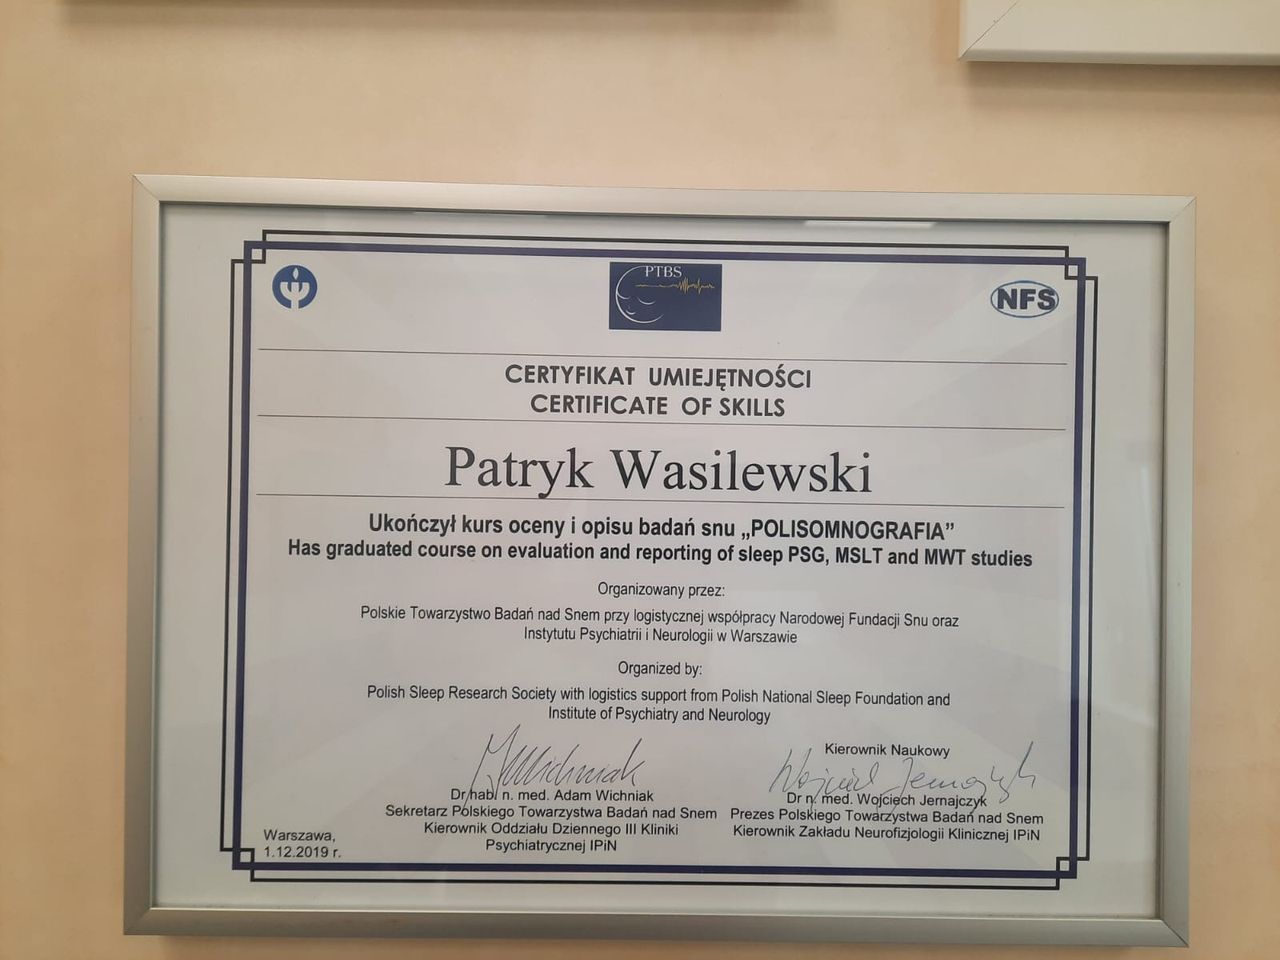 PTBS
NFS
CERTYFIKAT UMIEJĘTNOŚCI
CERTIFICATE OF SKILLS
Patryk Wasilewski
Ukończył kurs oceny i opisu badań snu „POLISOMNOGRAFIA”
Has graduated course on evaluation and reporting of sleep PSG, MSLT and MWT studies
Organizowany przez:
Polskie Towarzystwo Badań nad Snem przy logistycznej współpracy Narodowej Fundacji Snu oraz
Instytutu Psychiatrii i Neurologii w Warszawie
Organized by:
Polish Sleep Research Society with logistics support from Polish National Sleep Foundation and
Institute of Psychiatry and Neurology
Wichniak
Dr hab. n. med. Adam Wichniak
Sekretarz Polskiego Towarzystwa Badań nad Snem
Kierownik Oddziału Dziennego III Kliniki
Psychiatrycznej IPiN
Kierownik Naukowy
Wojciech Jernajczyk
Dr n. med. Wojciech Jernajczyk
Prezes Polskiego Towarzystwa Badań nad Snem
Kierownik Zakładu Neurofizjologii Klinicznej IPiN
Warszawa,
1.12.2019 r.